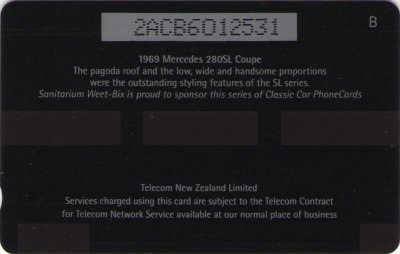 2ACB6012531
B
1969 Mercedes 280SL Coupe
The pagoda roof and the low, wide and handsome proportions
were the outstanding styling features of the SL series.
Sanitarium Weet-Bix is proud to sponsor this series of Classic Car PhoneCards
Telecom New Zealand Limited
Services charged using this card are subject to the Telecom Contract
for Telecom Network Service available at our normal place of business